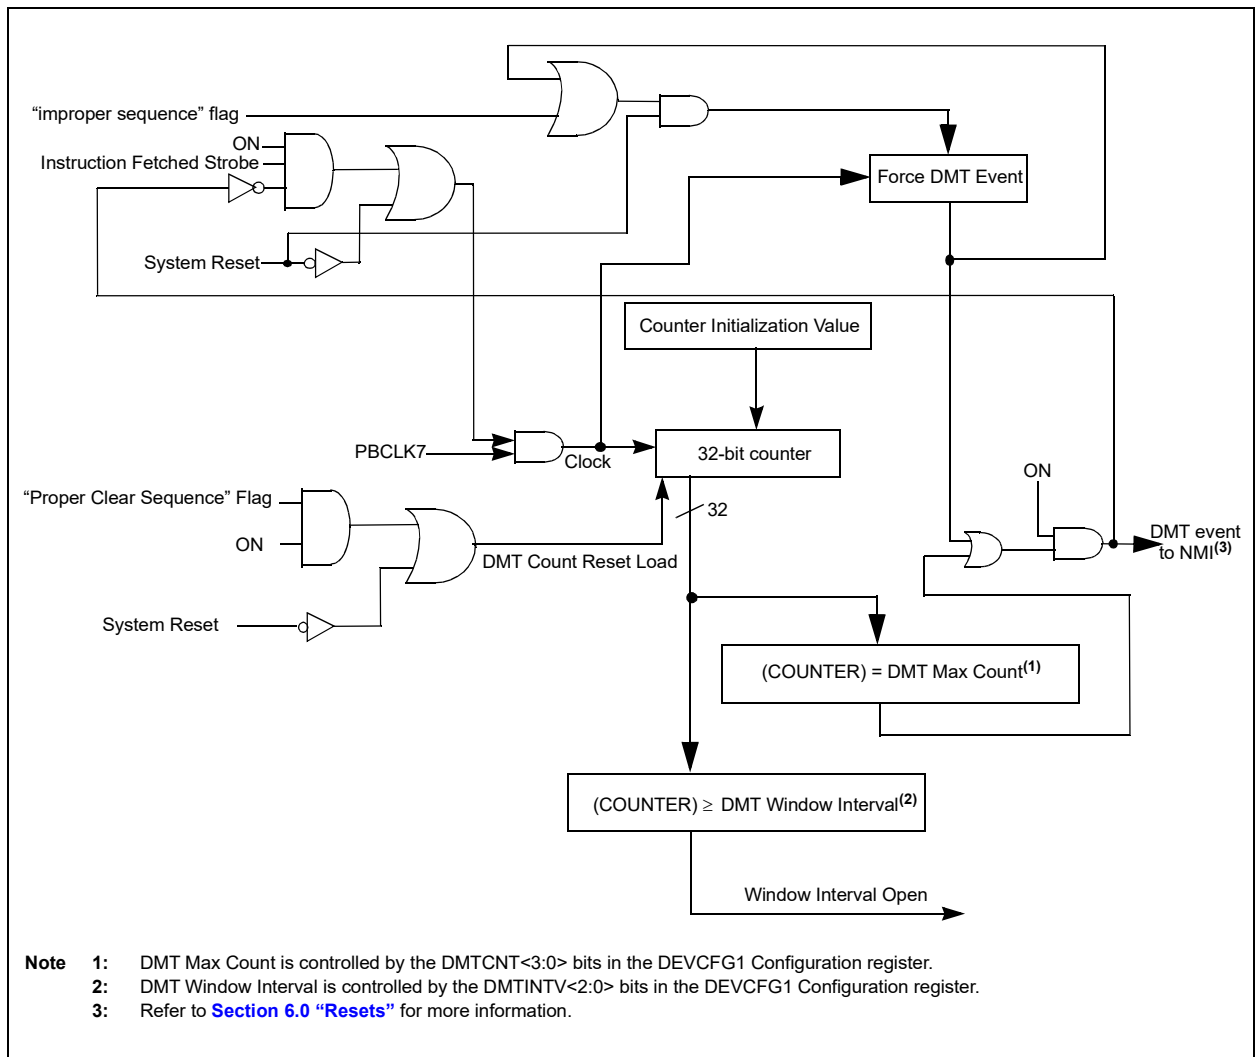 “improper sequence” flag
ON
Instruction Fetched Strobe
Force DMT Event
System Reset
Counter Initialization Value
PBCLK7
Clock
32-bit counter
ON
“Proper Clear Sequence” Flag
32
ON
DMT Count Reset Load
DMT event
to NMI(3)
System Reset
(COUNTER) = DMT Max Count(1)
(COUNTER) ≥ DMT Window Interval(2)
Window Interval Open
Note 1: DMT Max Count is controlled by the DMTCNT<3:0> bits in the DEVCFG1 Configuration register.
2: DMT Window Interval is controlled by the DMTINTV<2:0> bits in the DEVCFG1 Configuration register.
3: Refer to Section 6.0 “Resets” for more information.